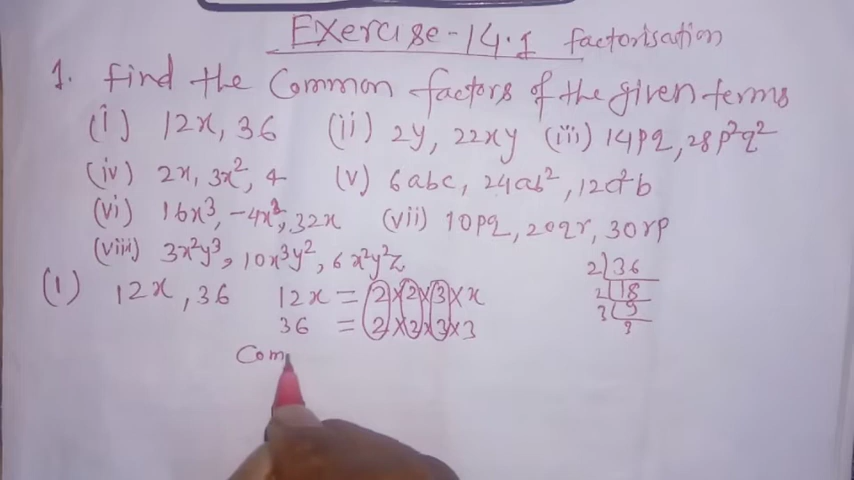 Exercise-14.1 factorisation
1. Find the Common factors of the given terms
(i) 12x, 36 (ii) 2y, 22xy (iii) 14pq, 28p²q²
(iv) 2x, 3x², 4 (v) 6abc, 24ab², 12a²b
(vi) 16x³, -4x², 32x (vii) 10pq, 20qr, 30rp
(viii) 3x²y³, 10x³y², 6x²y²z
(1) 12x, 36 12x = 2×2×3×x
36 = 2×2×3×3
2 36
2 18
3 9
3
Com